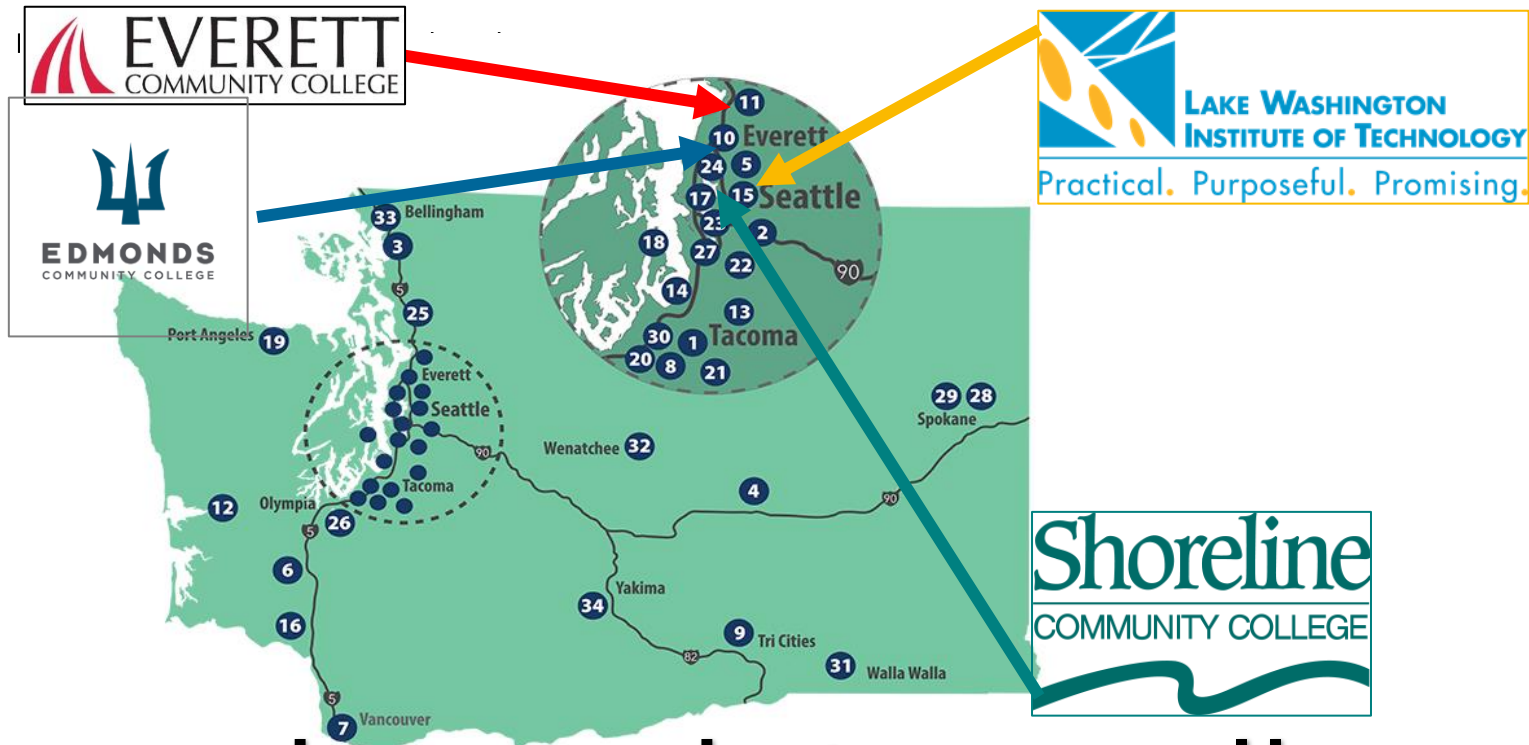 EVERETT
COMMUNITY COLLEGE
EDMONDS
COMMUNITY COLLEGE
LAKE WASHINGTON
INSTITUTE OF TECHNOLOGY
Practical. Purposeful. Promising.
11
10 Everett
24 5
17 15 Seattle
23 2
18 27 22
90
14
13
30 1 Tacoma
20 8 21
33 Bellingham
3
5
25
Port Angeles 19
Everett
Seattle
90
Tacoma
Olympia
12
26
5
6
16
5
7 Vancouver
Wenatchee 32
4
90
29 28
Spokane
Yakima
34
82
9 Tri Cities
31 Walla Walla
Shoreline
COMMUNITY COLLEGE